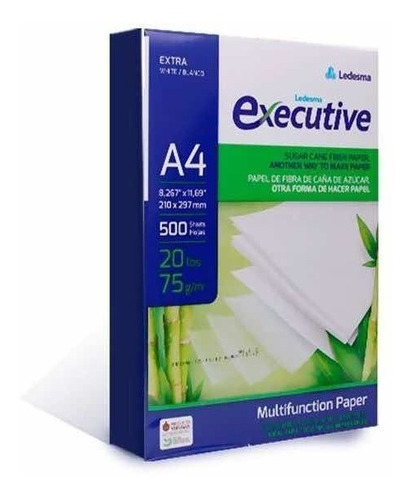 EXTRA
WHITE / BLANCO
A4
8,267" x 11,69"
210 x 297 mm
500 Sheets
Hojas
20 lbs
75 g/m
Ledesma
Ledesma
executive
SUGAR CANE FIBER PAPER,
ANOTHER WAY TO MAKE PAPER
PAPEL DE FIBRA DE CAÑA DE AZUCAR,
OTRA FORMA DE HACER PAPEL
Multifunction Paper